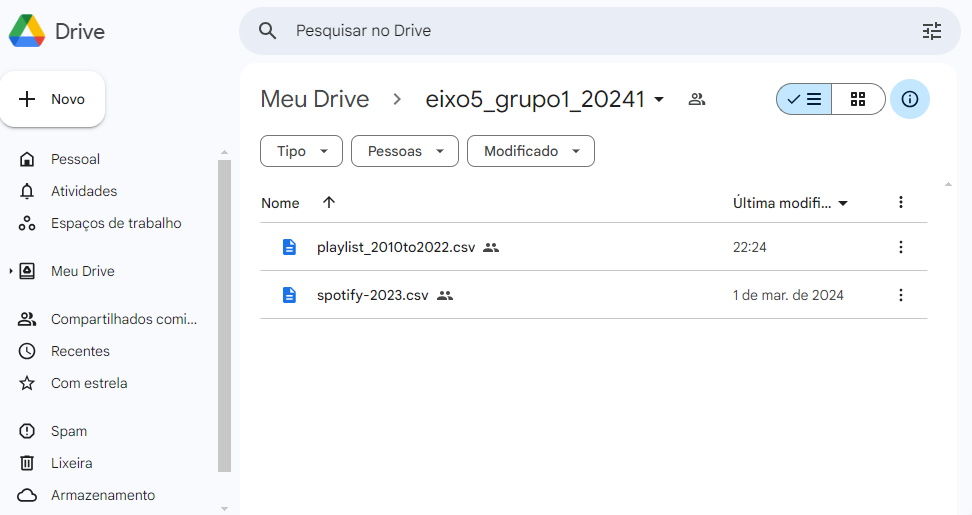 Drive
Pesquisar no Drive
Novo
Meu Drive
eixo5_grupo1_20241
Tipo
Pessoas
Modificado
Pessoal
Atividades
Espaços de trabalho
Meu Drive
Compartilhados comi...
Recentes
Com estrela
Spam
Lixeira
Armazenamento
Nome
Última modifi...
playlist_2010to2022.csv
22:24
spotify-2023.csv
1 de mar. de 2024